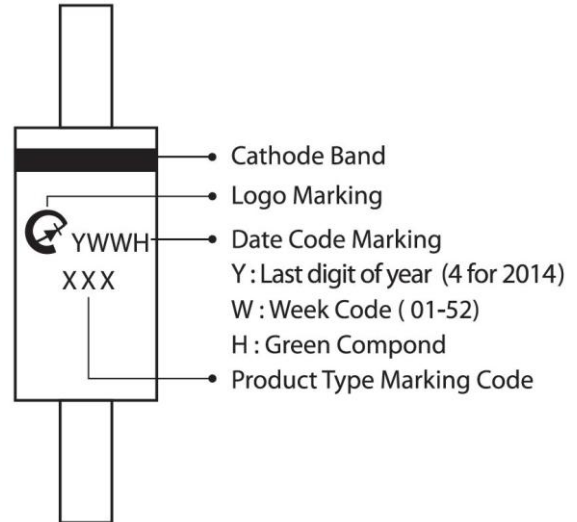 Cathode Band
Logo Marking
YWWH
Date Code Marking
XXX
Y : Last digit of year (4 for 2014)
W : Week Code ( 01-52)
H : Green Compond
Product Type Marking Code